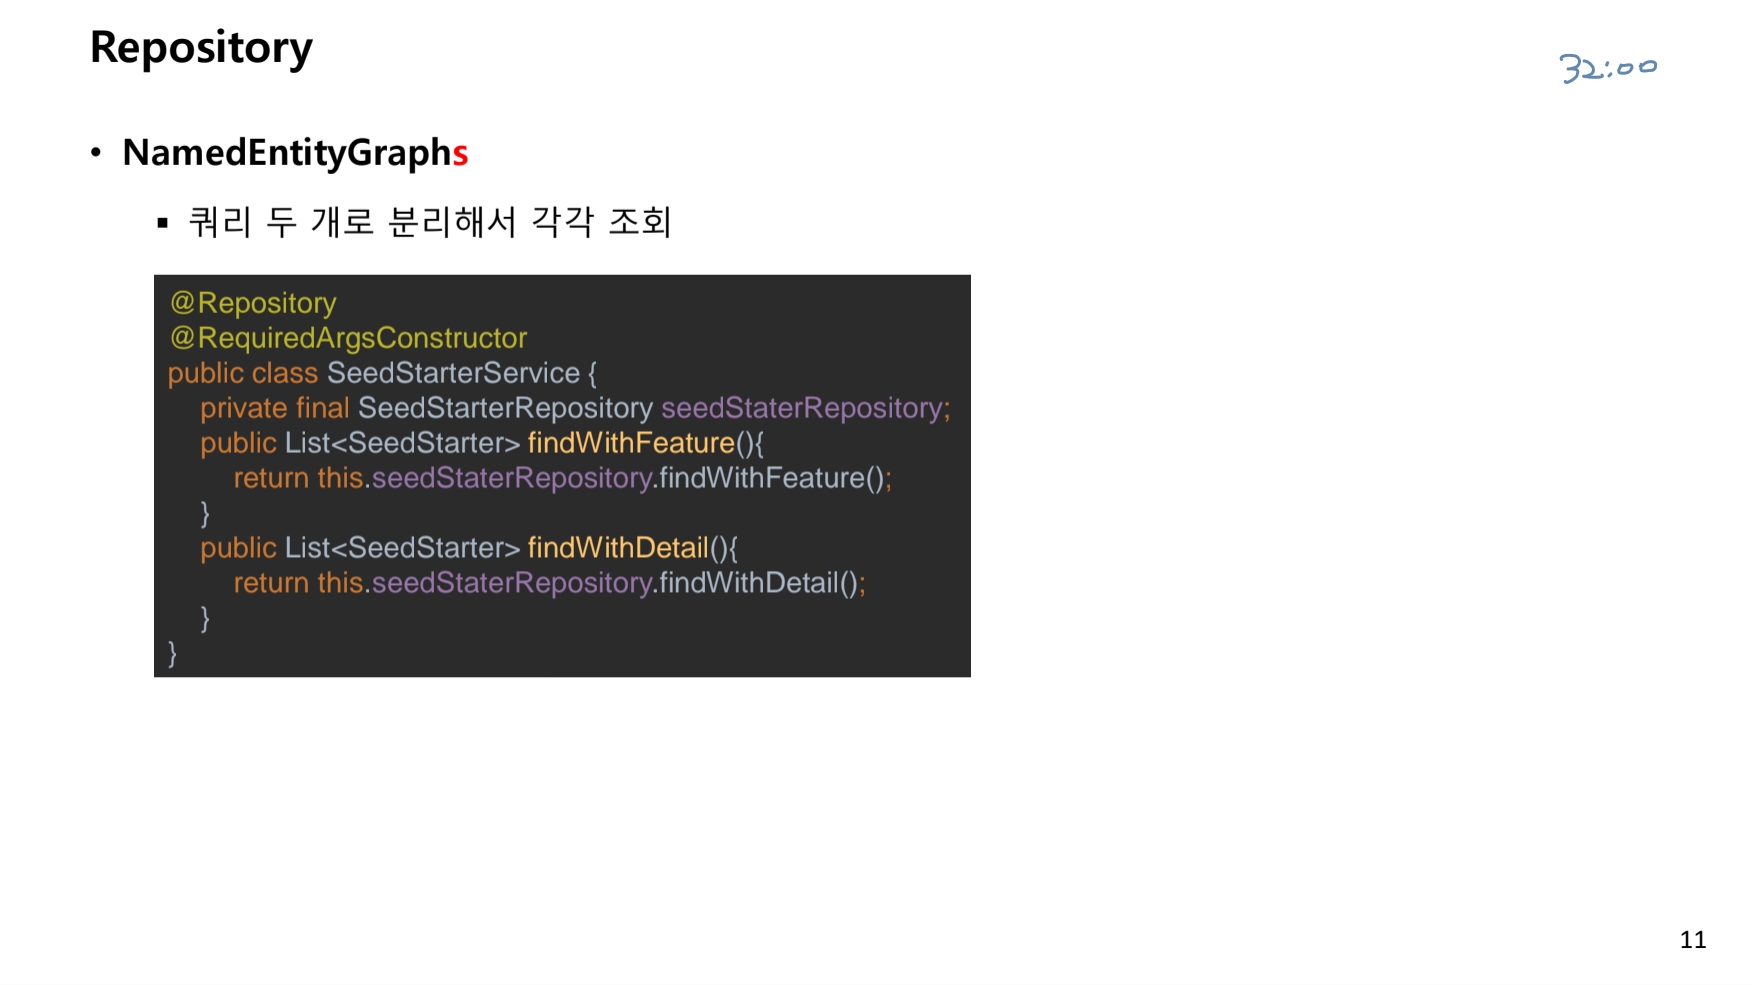 Repository
32:00
• NamedEntityGraphs
▪ 쿼리 두 개로 분리해서 각각 조회
@Repository
@RequiredArgsConstructor
public class SeedStarterService {
    private final SeedStarterRepository seedStaterRepository;
    public List<SeedStarter> findWithFeature(){
        return this.seedStaterRepository.findWithFeature();
    }
    public List<SeedStarter> findWithDetail(){
        return this.seedStaterRepository.findWithDetail();
    }
}
11